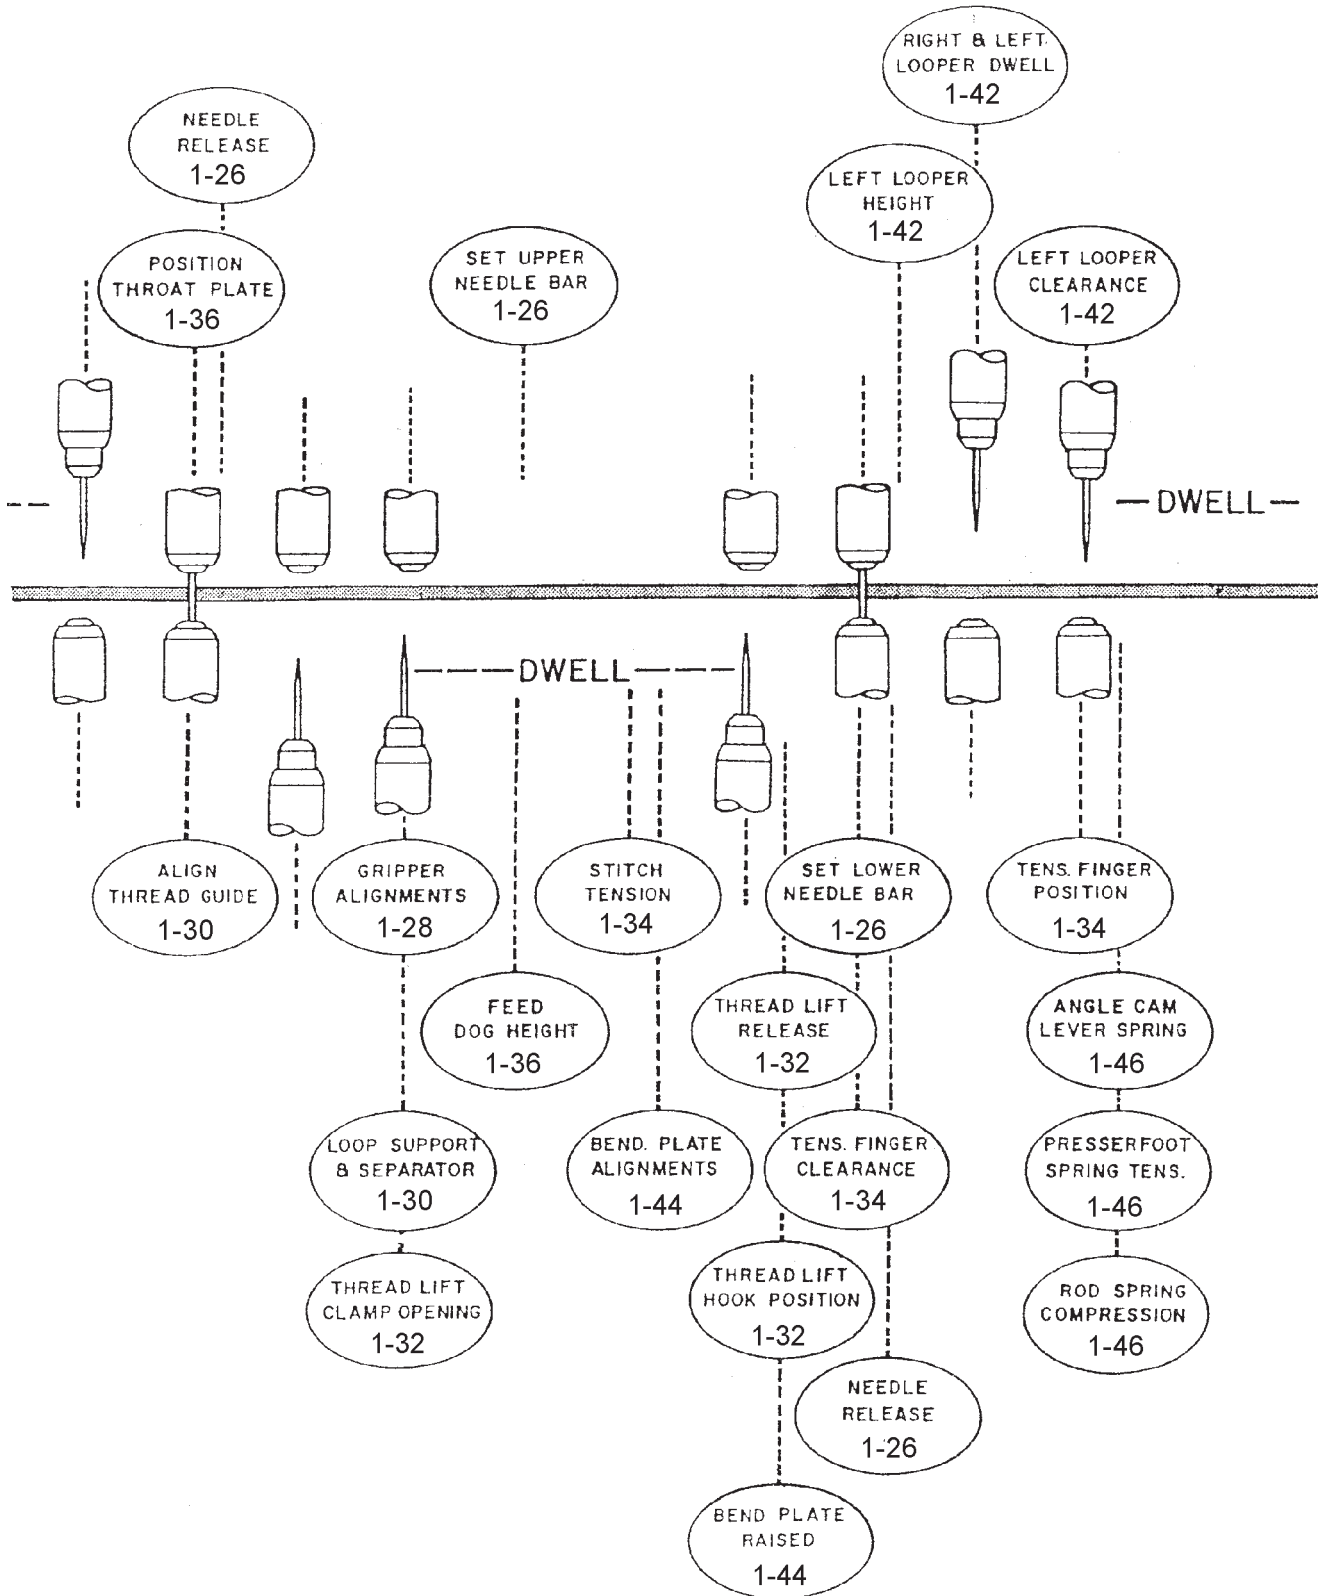 RIGHT & LEFT
LOOPER DWELL
1-42
NEEDLE
RELEASE
1-26
LEFT LOOPER
HEIGHT
1-42
POSITION
THROAT PLATE
1-36
SET UPPER
NEEDLE BAR
1-26
LEFT LOOPER
CLEARANCE
1-42
DWELL
DWELL
ALIGN
THREAD GUIDE
1-30
GRIPPER
ALIGNMENTS
1-28
STITCH
TENSION
1-34
SET LOWER
NEEDLE BAR
1-26
TENS. FINGER
POSITION
1-34
FEED
DOG HEIGHT
1-36
THREAD LIFT
RELEASE
1-32
ANGLE CAM
LEVER SPRING
1-46
LOOP SUPPORT
& SEPARATOR
1-30
BEND. PLATE
ALIGNMENTS
1-44
TENS. FINGER
CLEARANCE
1-34
PRESSERFOOT
SPRING TENS.
1-46
THREAD LIFT
CLAMP OPENING
1-32
THREAD LIFT
HOOK POSITION
1-32
ROD SPRING
COMPRESSION
1-46
NEEDLE
RELEASE
1-26
BEND PLATE
RAISED
1-44